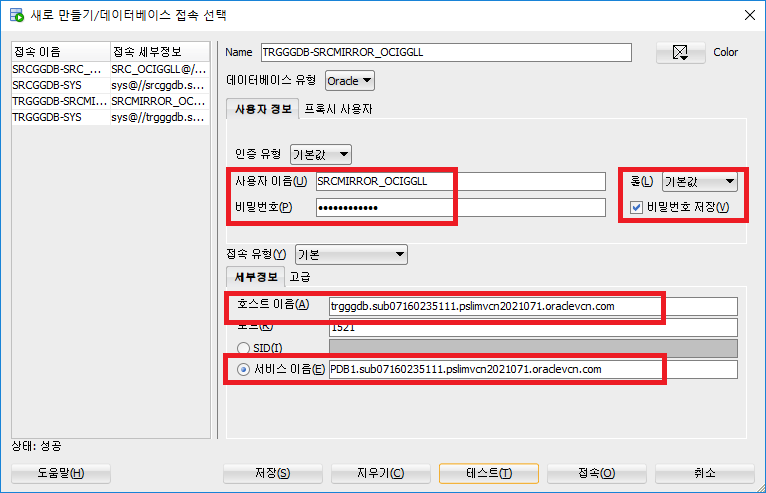 새로 만들기/데이터베이스 접속 선택
접속 이름 접속 세부정보
SRCGGDB-SRC_... SRC_OCIGGLL@/...
SRCGGDB-SYS sys@//srcggdb.s...
TRGGGDB-SRCMI... SRCMIRROR_OC...
TRGGGDB-SYS sys@//trgggdb.s...
Name TRGGGDB-SRCMIRROR_OCIGGLL Color
데이터베이스 유형 Oracle
사용자 정보 프록시 사용자
인증 유형 기본값
사용자 이름(U) SRCMIRROR_OCIGGLL 롤(L) 기본값
비밀번호(P) •••••••••••• 비밀번호 저장(V)
접속 유형(Y) 기본
세부정보 고급
호스트 이름(A) trgggdb.sub07160235111.pslimvcn2021071.oraclevcn.com
포트(R) 1521
SID(I)
서비스 이름(E) PDB1.sub07160235111.pslimvcn2021071.oraclevcn.com
상태: 성공
도움말(H) 저장(S) 지우기(C) 테스트(T) 접속(O) 취소